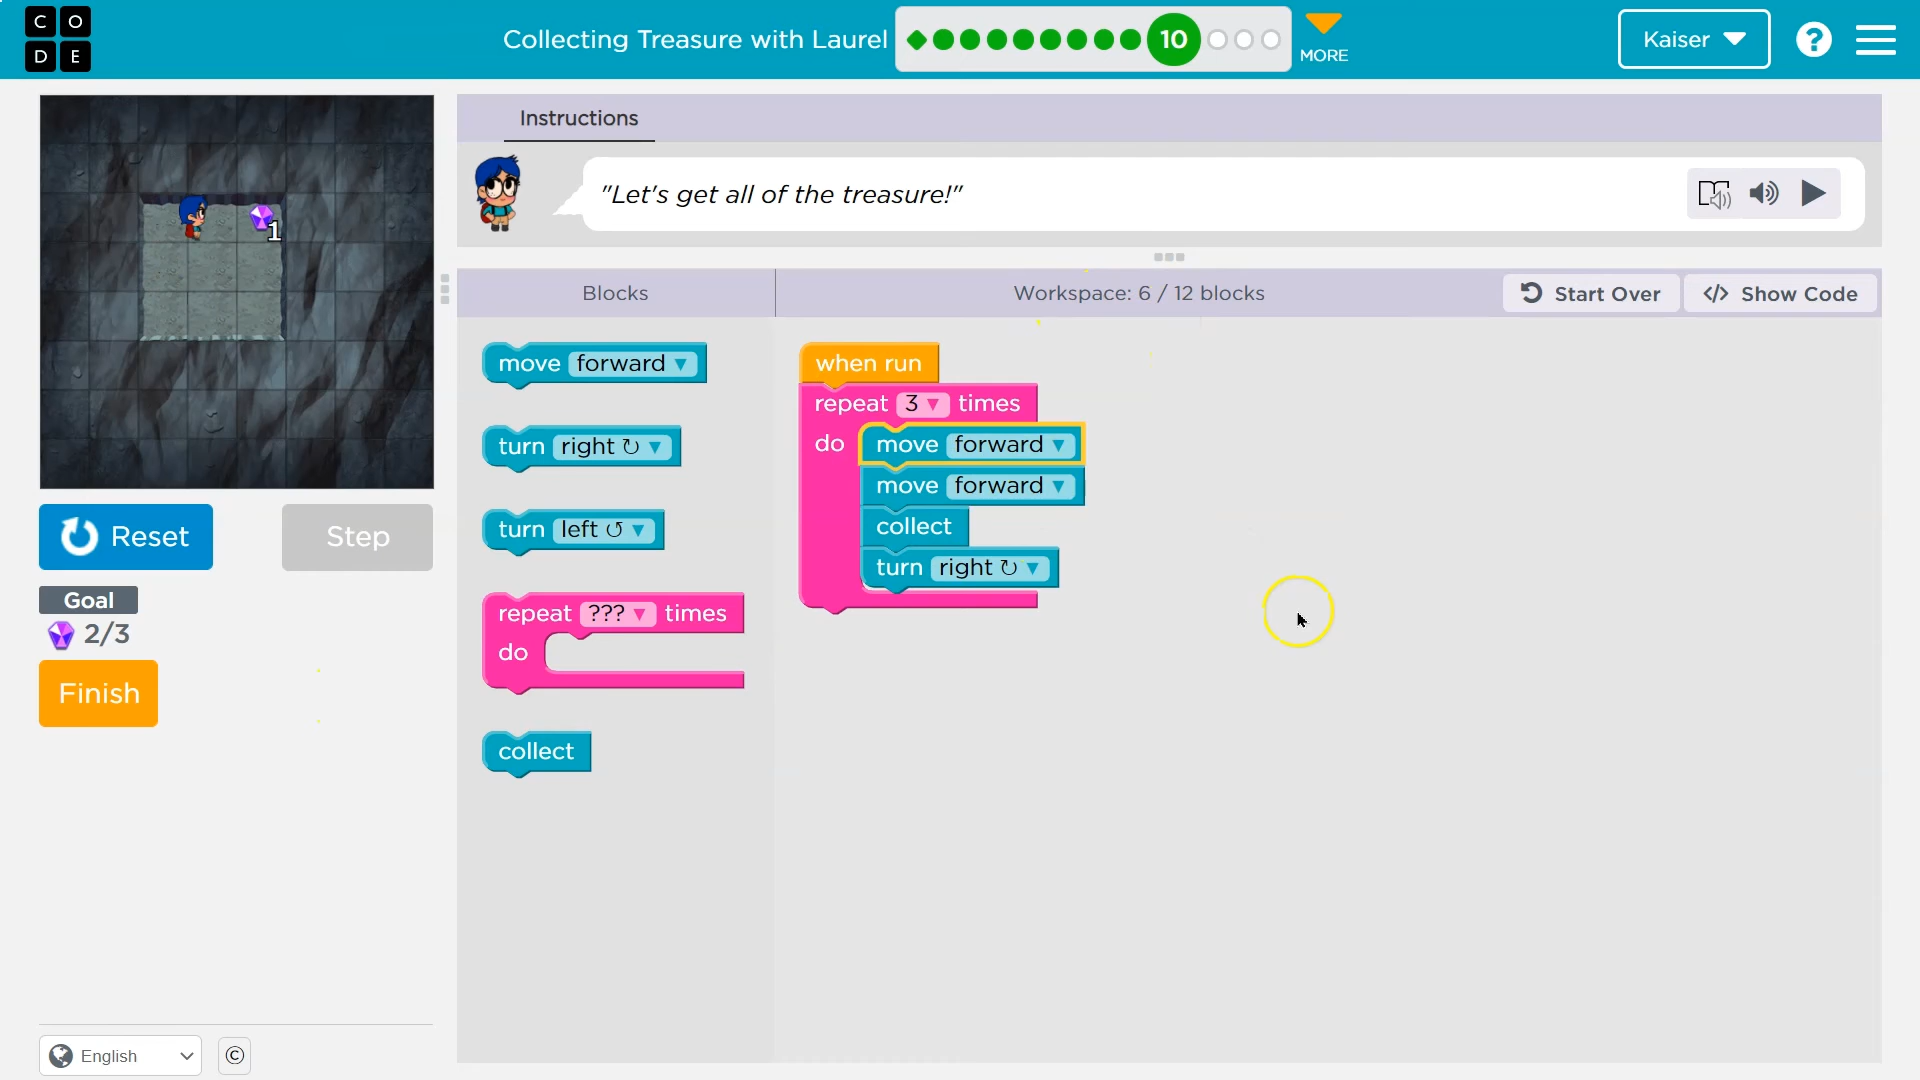 C O
D E
Collecting Treasure with Laurel
10
MORE
Kaiser
?
Instructions
"Let's get all of the treasure!"
1
Blocks
Workspace: 6 / 12 blocks
Start Over
</> Show Code
move forward
turn right
turn left
repeat ??? times
do
collect
when run
repeat 3 times
do
move forward
move forward
collect
turn right
Reset
Step
Goal
2/3
Finish
English
©